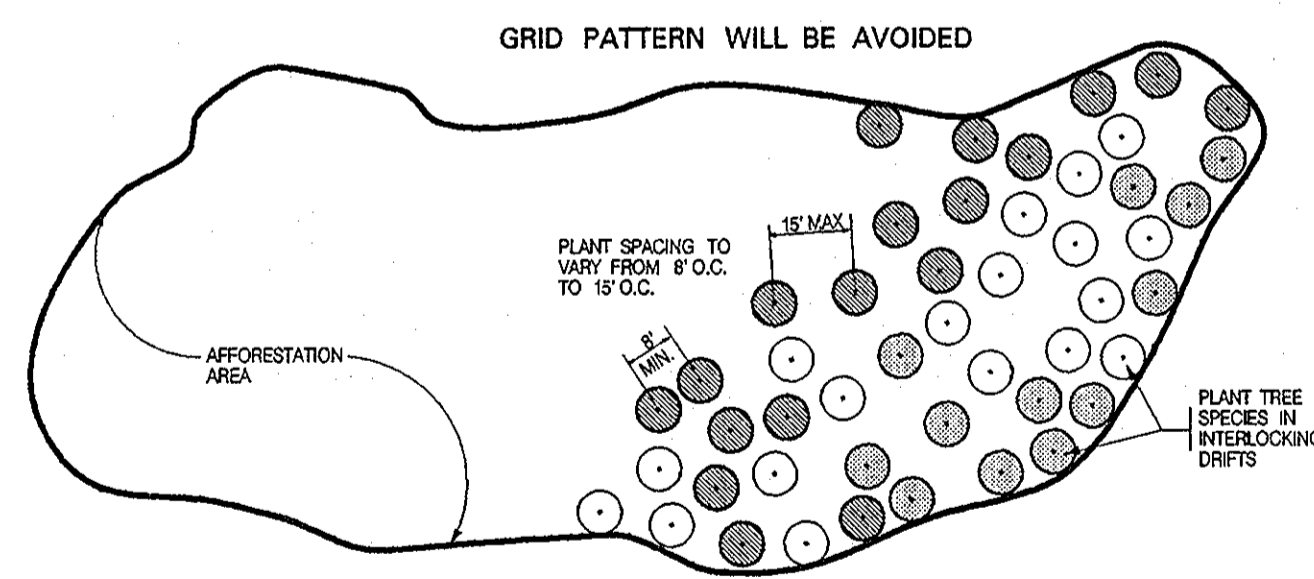 GRID PATTERN WILL BE AVOIDED
15' MAX
PLANT SPACING TO
VARY FROM 8' O.C.
TO 15' O.C.
8'
MIN.
AFFORESTATION
AREA
PLANT TREE
SPECIES IN
INTERLOCKING
DRIFTS